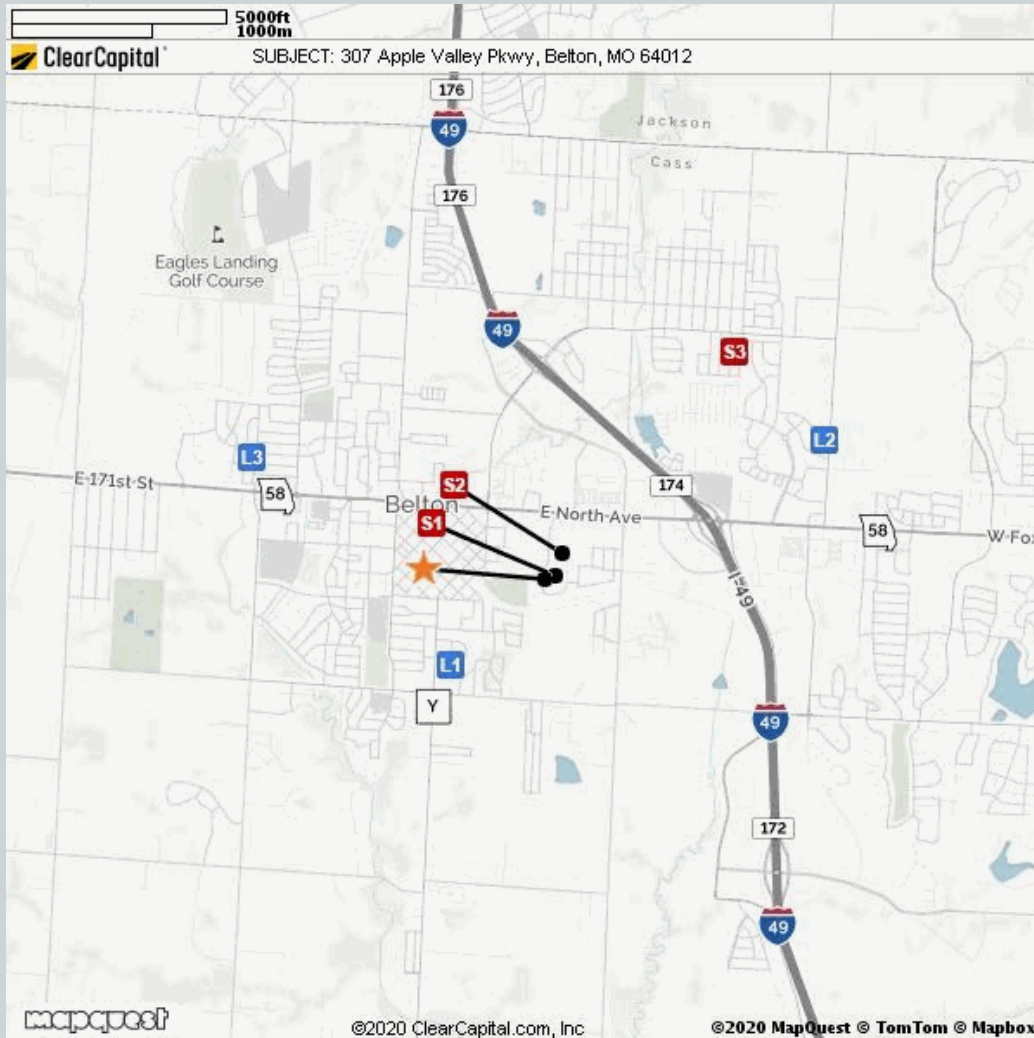 5000ft
1000m
ClearCapital
SUBJECT: 307 Apple Valley Pkwy, Belton, MO 64012
176
49
Jackson
Cass
176
Eagles Landing
Golf Course
49
S3
L2
L3
E 171st St
58
S2
174
Belton
E North Ave
S1
58
W Fox
I-49
L1
Y
49
172
49
mapquest
©2020 ClearCapital.com, Inc
©2020 MapQuest © TomTom © Mapbox